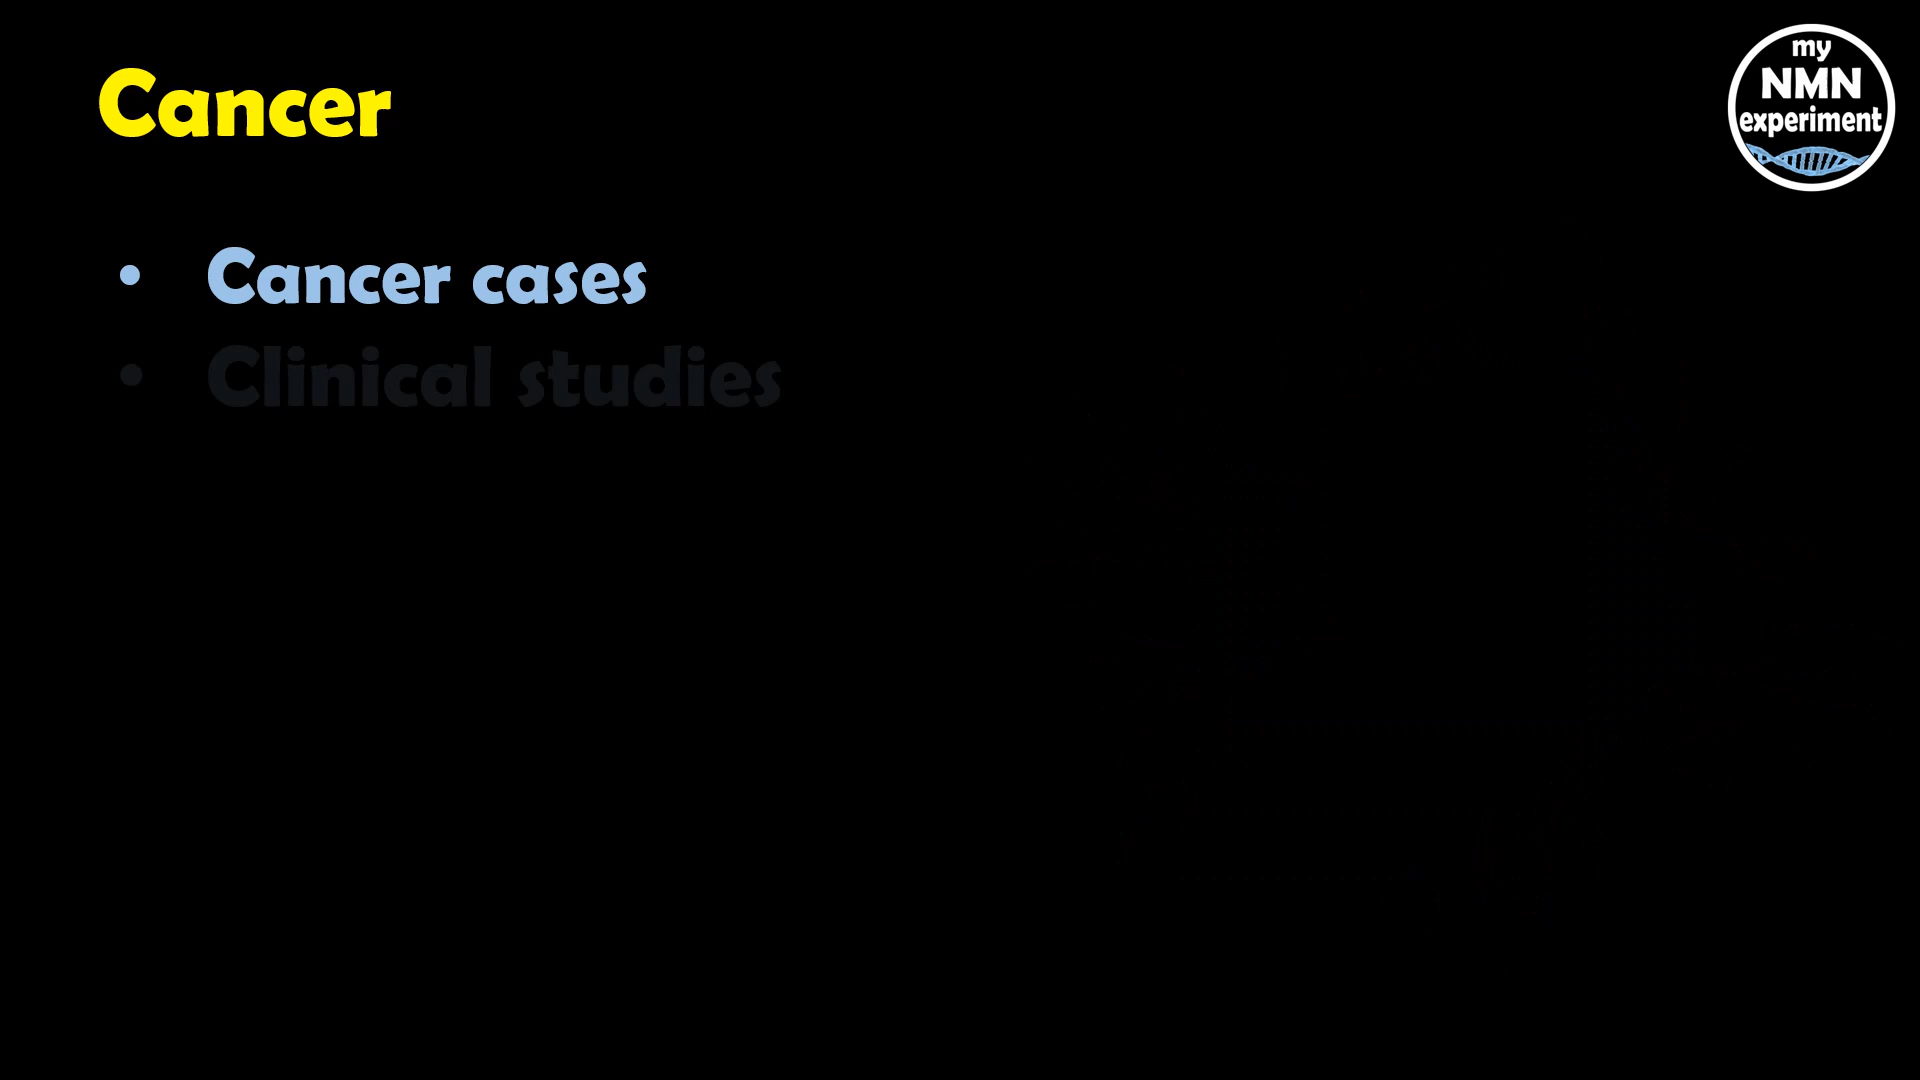 Cancer
my
NMN
experiment
• Cancer cases
• Clinical studies